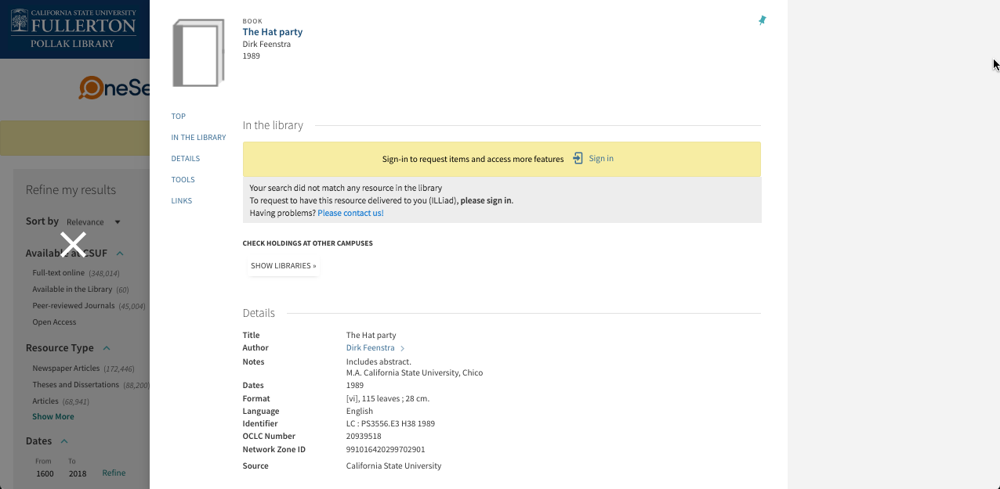 CALIFORNIA STATE UNIVERSITY
FULLERTON
POLLAK LIBRARY
OneSe
Refine my results
Sort by Relevance
Available at CSUF
Full-text online (348,014)
Available in the Library (60)
Peer-reviewed Journals (45,004)
Open Access
Resource Type
Newspaper Articles (172,446)
Theses and Dissertations (88,200)
Articles (68,941)
Show More
Dates
From To
1600 2018 Refine
BOOK
The Hat party
Dirk Feenstra
1989
TOP
IN THE LIBRARY
DETAILS
TOOLS
LINKS
In the library
Sign-in to request items and access more features Sign in
Your search did not match any resource in the library
To request to have this resource delivered to you (ILLiad), please sign in.
Having problems? Please contact us!
CHECK HOLDINGS AT OTHER CAMPUSES
SHOW LIBRARIES »
Details
Title The Hat party
Author Dirk Feenstra
Notes Includes abstract.
M.A. California State University, Chico
Dates 1989
Format [vi], 115 leaves ; 28 cm.
Language English
Identifier LC : PS3556.E3 H38 1989
OCLC Number 20939518
Network Zone ID 991016420299702901
Source California State University